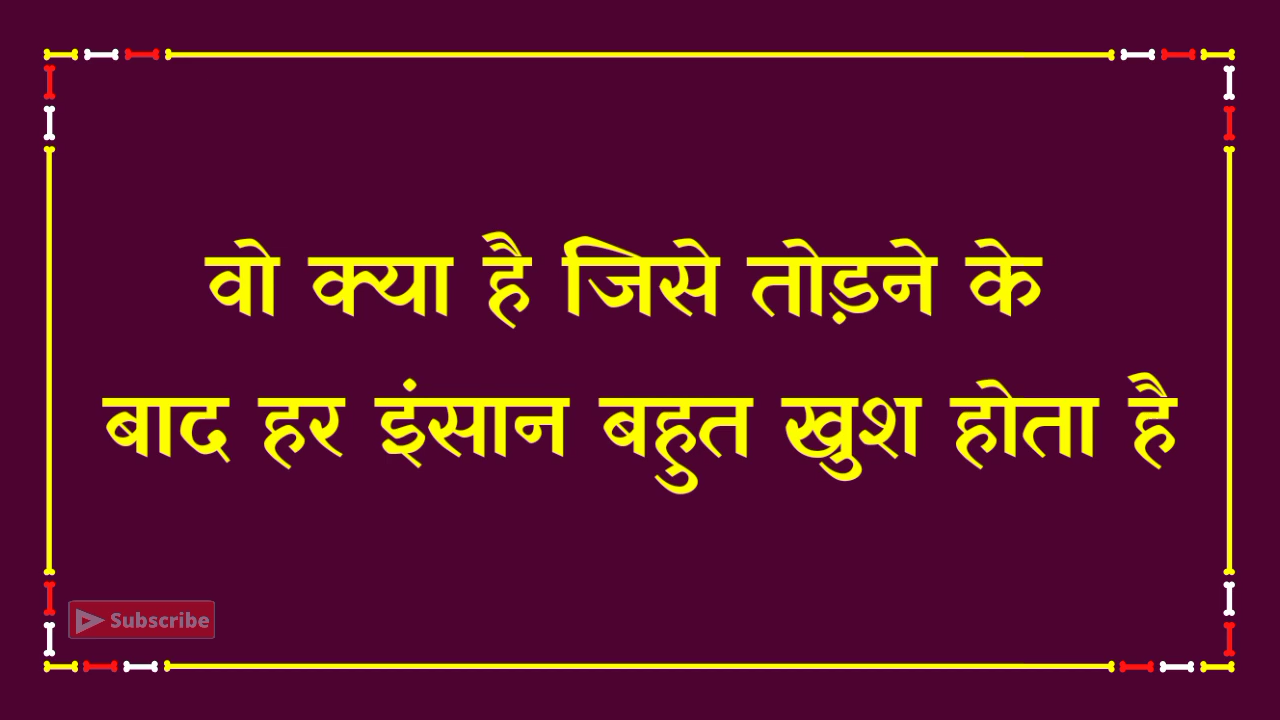 वो क्या है जिसे तोड़ने के
बाद हर इंसान बहुत खुश होता है
Subscribe